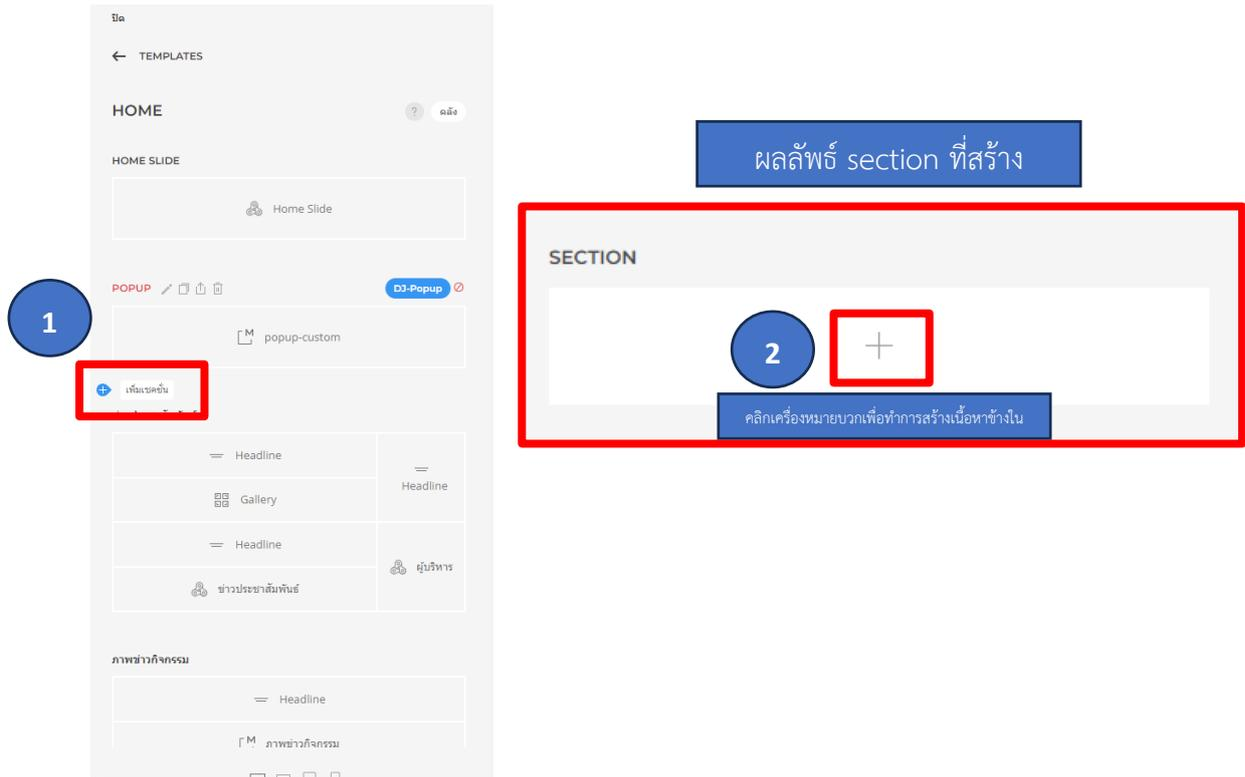 ปิด
TEMPLATES
HOME
? คลัง
HOME SLIDE
Home Slide
POPUP DJ-Popup
popup-custom
1
เพิ่มเซคชั่น
Headline
Headline
Gallery
Headline
ผู้บริหาร
ข่าวประชาสัมพันธ์
ภาพข่าวกิจกรรม
Headline
ภาพข่าวกิจกรรม
ผลลัพธ์ section ที่สร้าง
SECTION
2
คลิกเครื่องหมายบวกเพื่อทำการสร้างเนื้อหาข้างใน